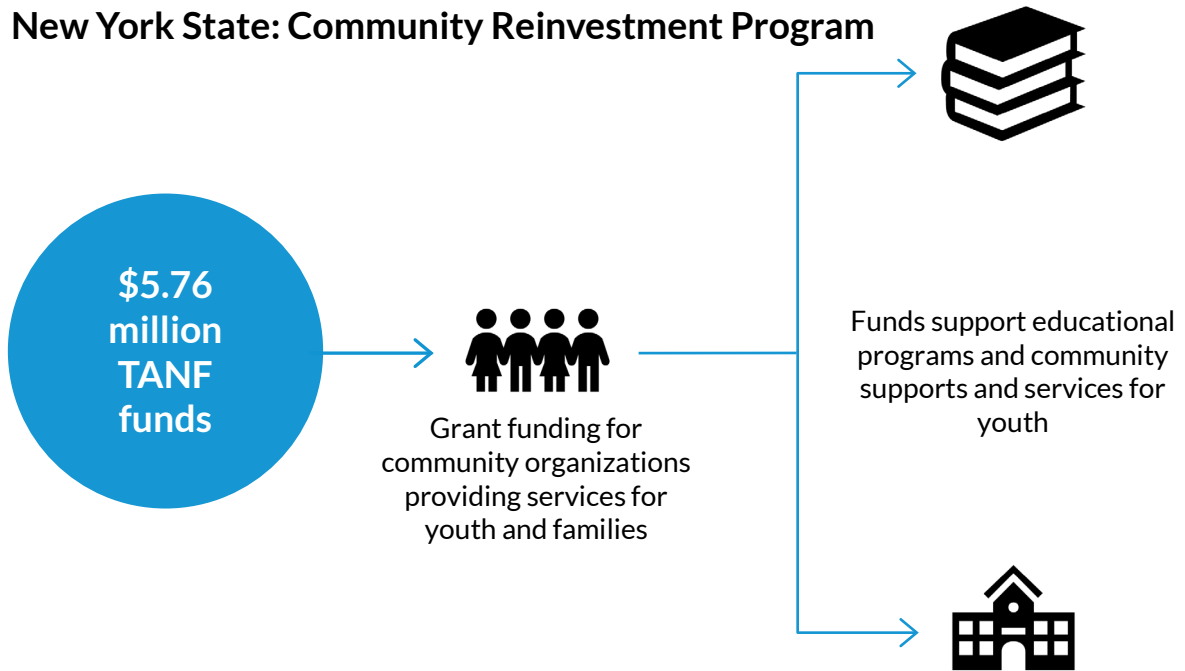 New York State: Community Reinvestment Program
$5.76
million
TANF
funds
Grant funding for
community organizations
providing services for
youth and families
Funds support educational
programs and community
supports and services for
youth